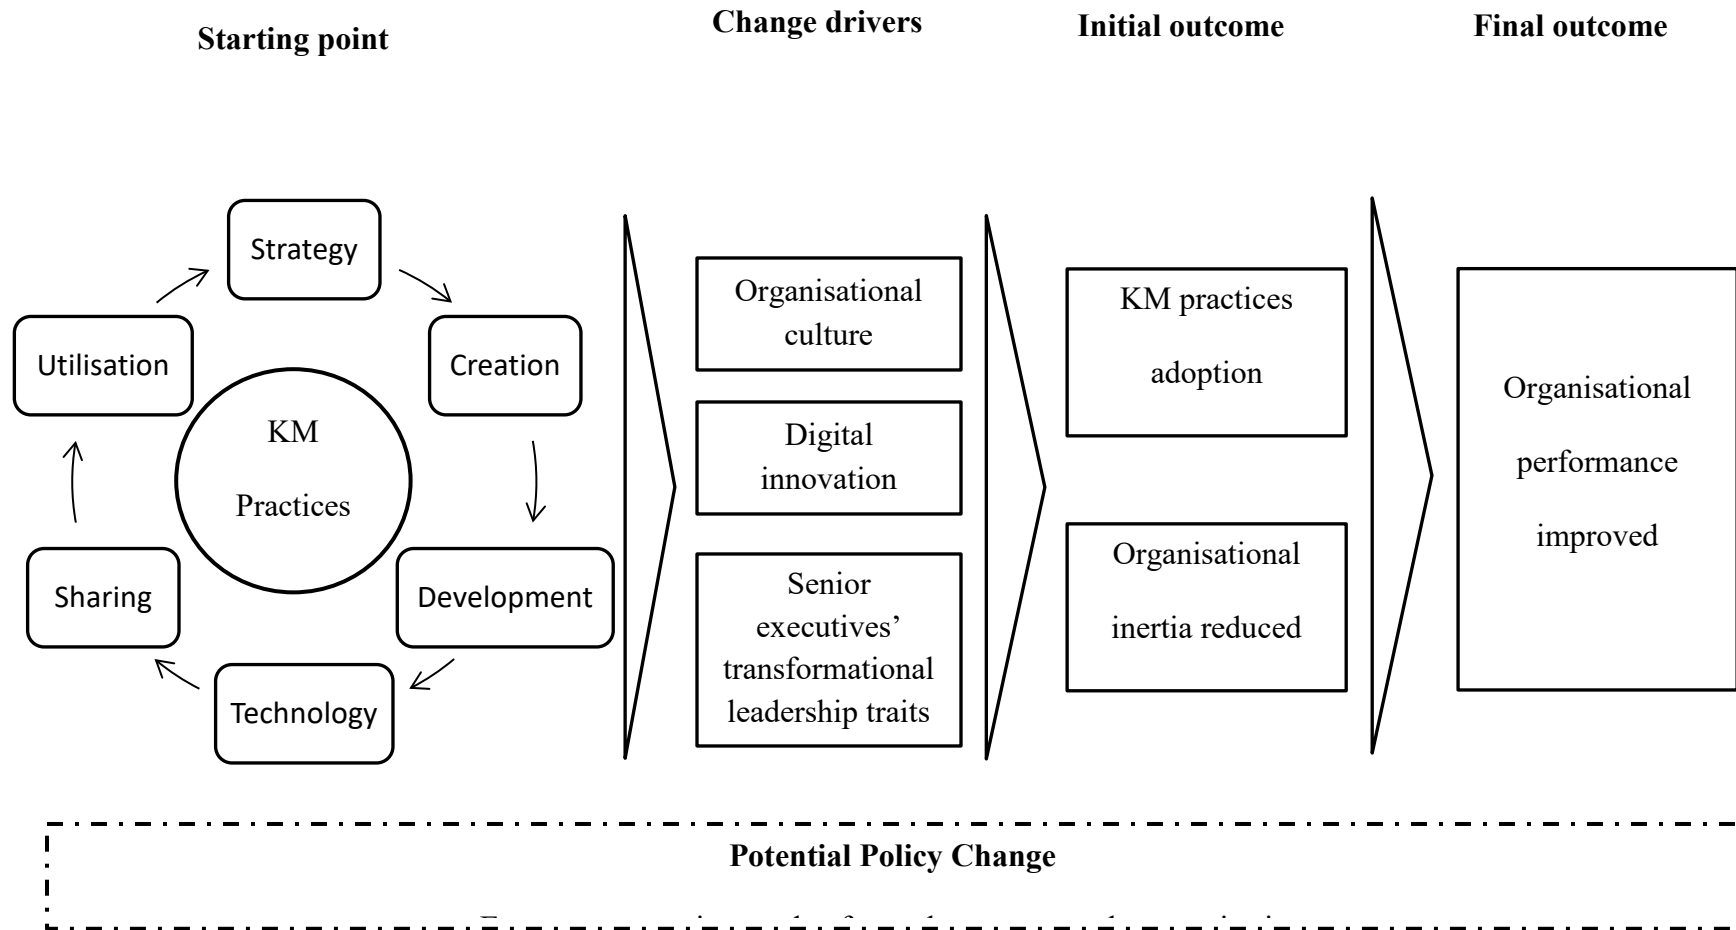 Starting point
Change drivers
Initial outcome
Final outcome
Strategy
Creation
Development
Technology
Sharing
Utilisation
KM
Practices
Organisational
culture
Digital
innovation
Senior
executives’
transformational
leadership traits
KM practices
adoption
Organisational
inertia reduced
Organisational
performance
improved
Potential Policy Change